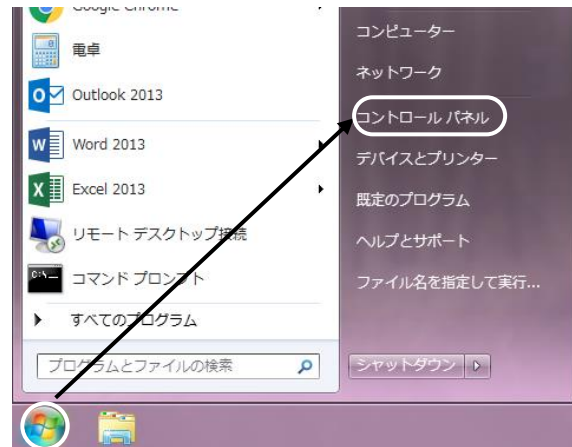 Google Chrome
電卓
Outlook 2013
Word 2013
Excel 2013
リモート デスクトップ接続
コマンド プロンプト
すべてのプログラム
プログラムとファイルの検索
コンピューター
ネットワーク
コントロール パネル
デバイスとプリンター
既定のプログラム
ヘルプとサポート
ファイル名を指定して実行...
シャットダウン